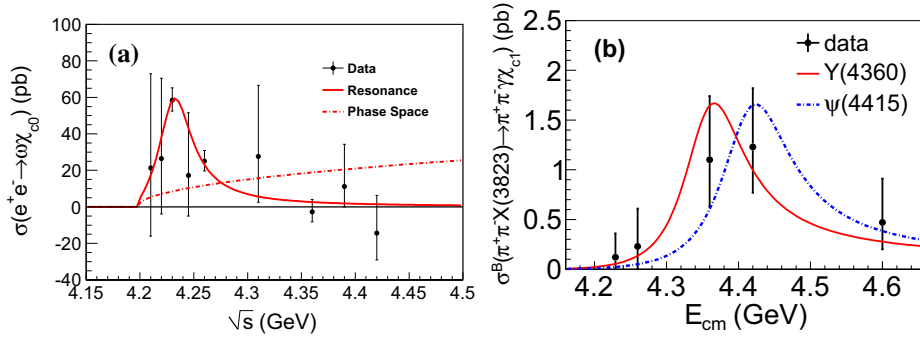 (a)
Data
Resonance
Phase Space
100
80
60
40
20
0
-20
-40
4.15 4.2 4.25 4.3 4.35 4.4 4.45 4.5
√s (GeV)
σ(e⁺e⁻→ωχc0) (pb)
(b)
data
Y(4360)
ψ(4415)
2.5
2
1.5
1
0.5
0
4.2 4.3 4.4 4.5 4.6
Ecm (GeV)
σᴮ(π⁺π⁻X(3823)→π⁺π⁻γχc1) (pb)